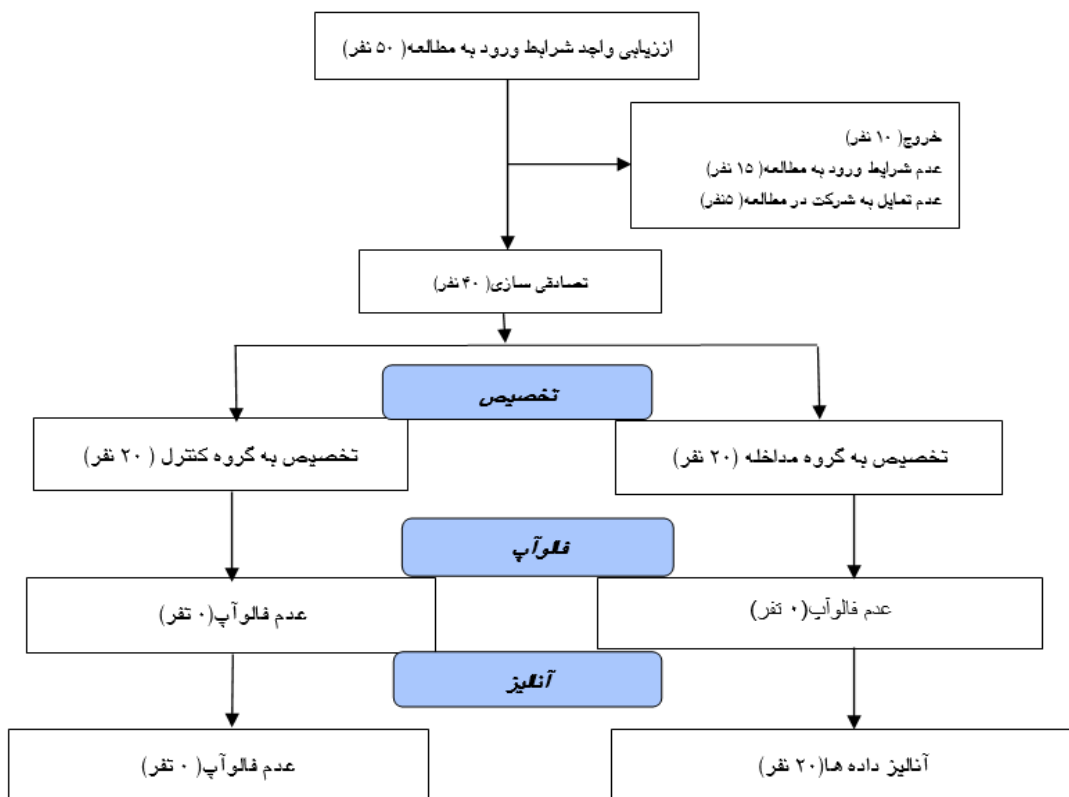 ارزیابی واجد شرایط ورود به مطالعه( ۵۰ نفر)
خروج( ۱۰ نفر)
عدم شرایط ورود به مطالعه( ۱۵ نفر)
عدم تمایل به شرکت در مطالعه( ۵نفر)
تصادفی سازی( ۴۰ نفر)
تخصیص
تخصیص به گروه مداخله (۲۰ نفر)
تخصیص به گروه کنترل ( ۲۰ نفر)
فالوآپ
عدم فالوآپ(۰ نفر)
عدم فالوآپ(۰ نفر)
آنالیز
آنالیز داده ها(۲۰ نفر)
عدم فالوآپ( ۰ نفر)